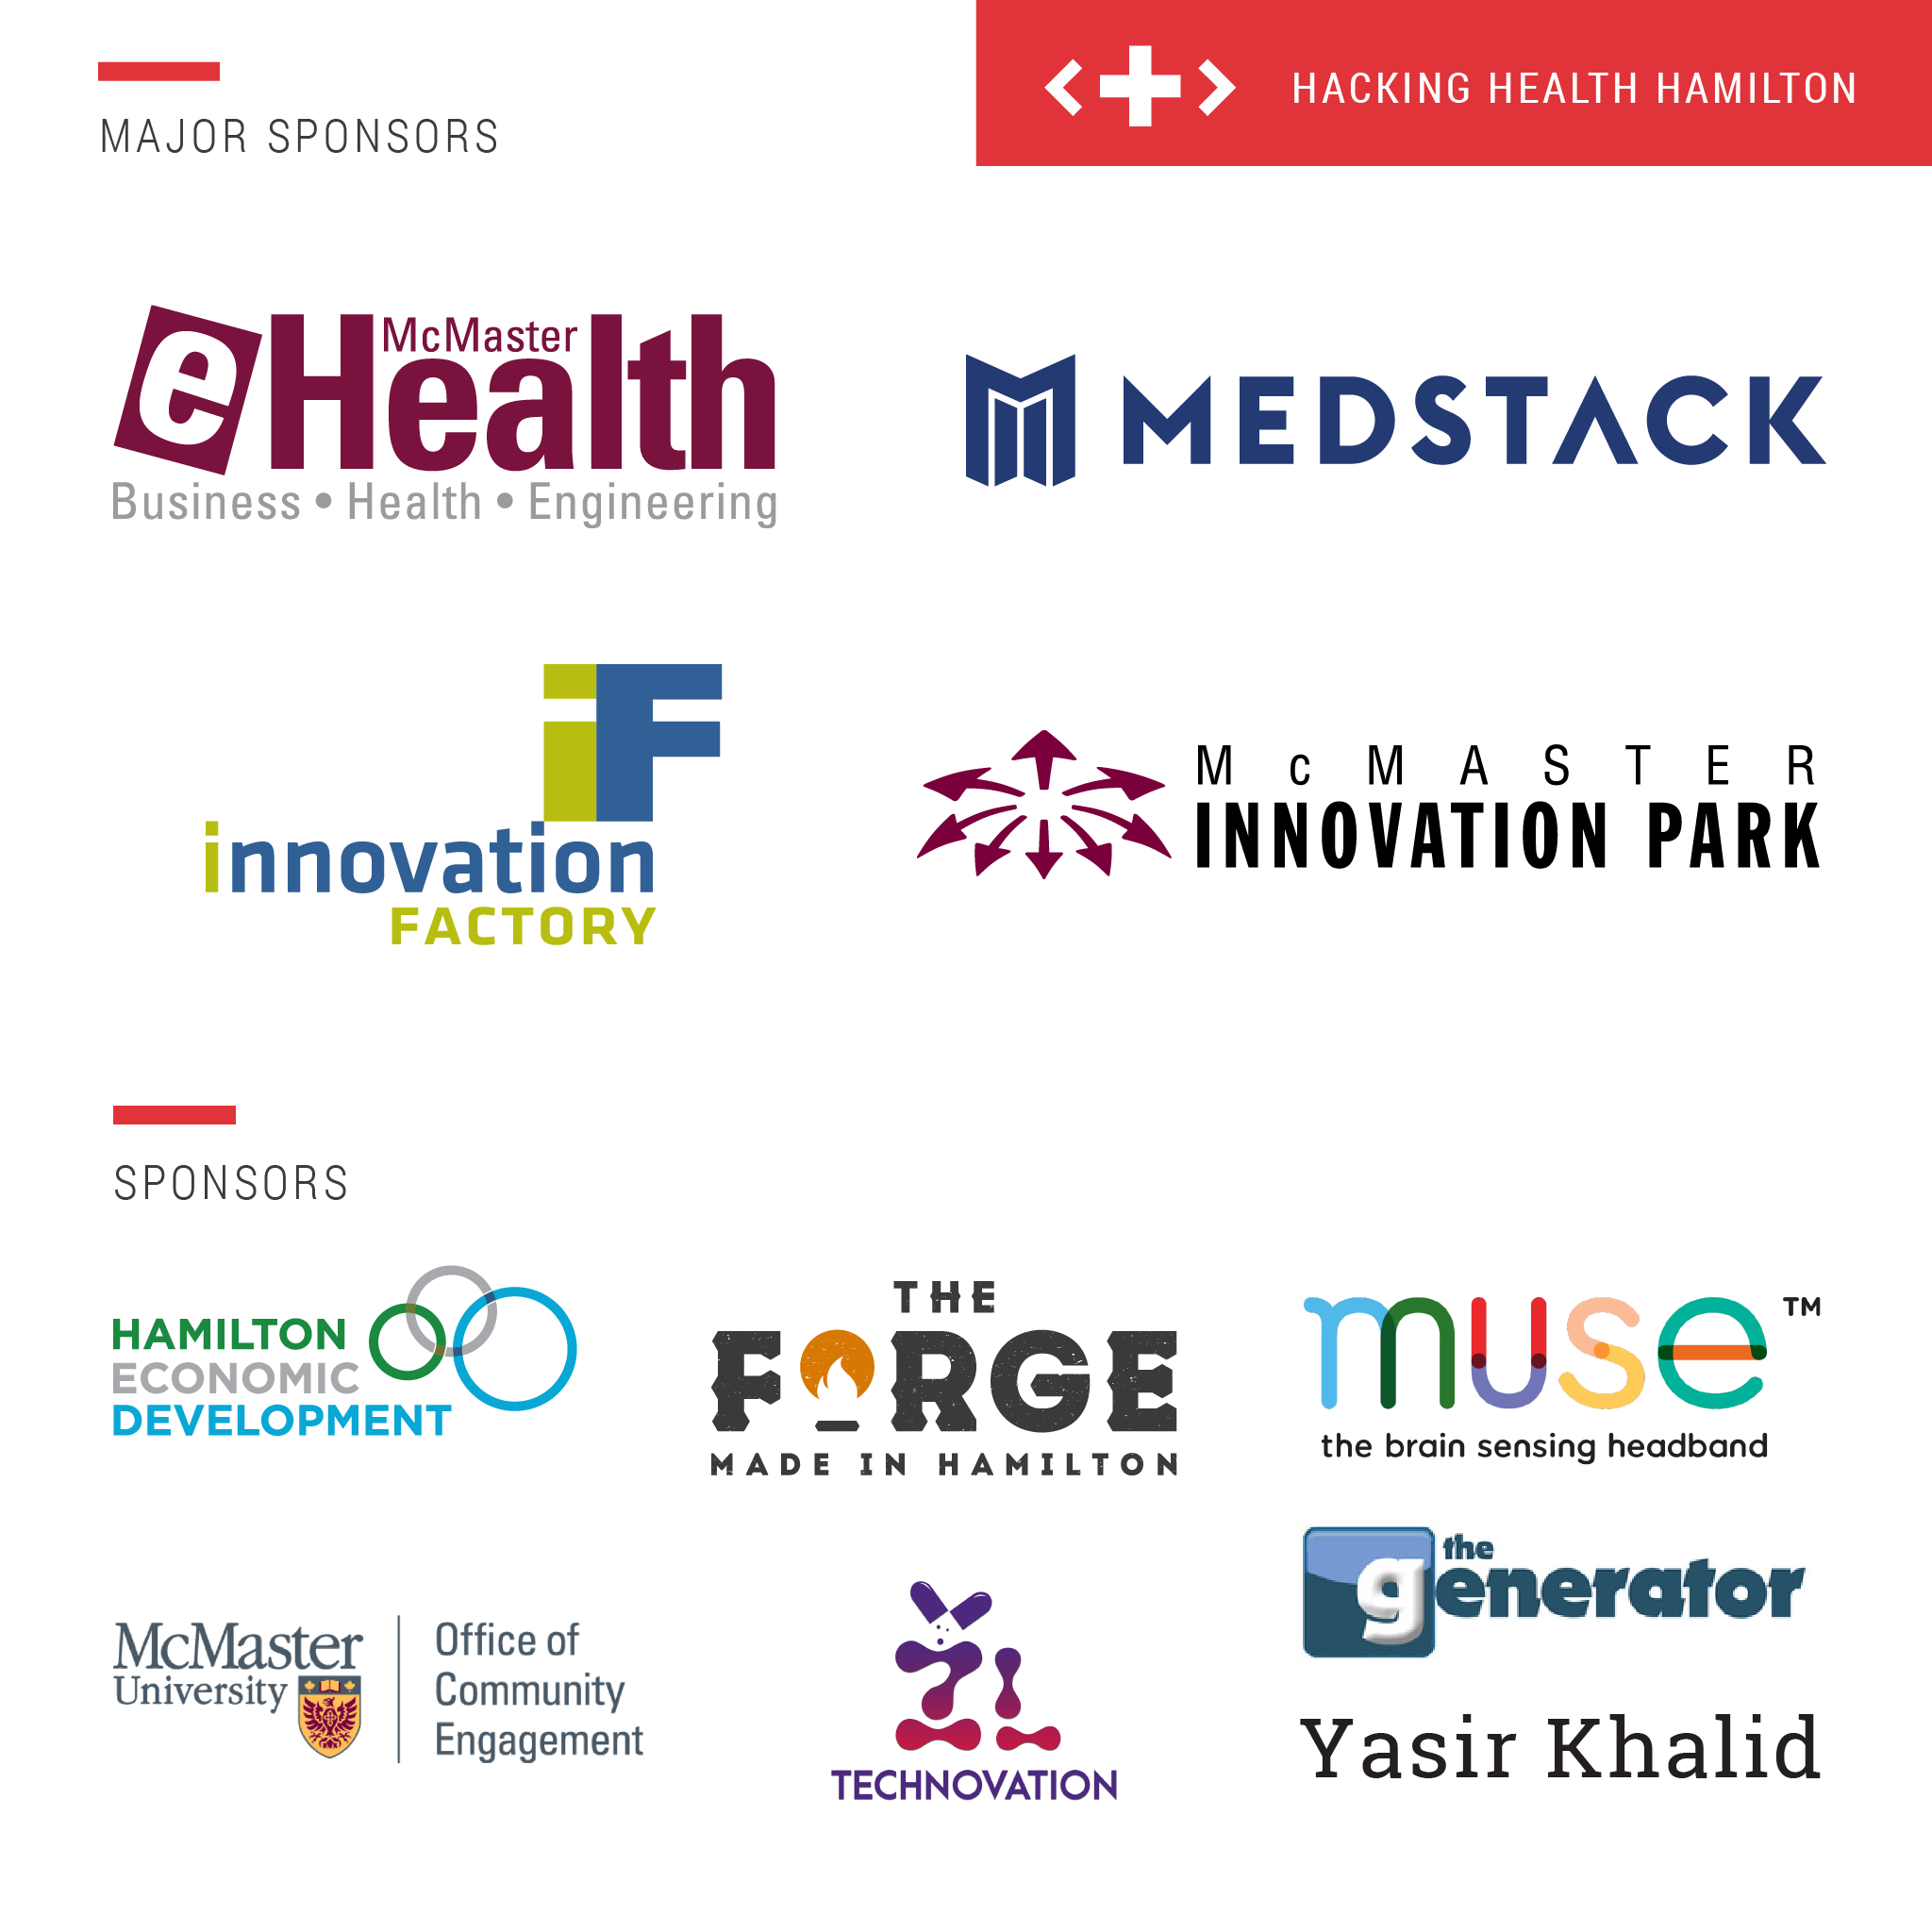 MAJOR SPONSORS
HACKING HEALTH HAMILTON
McMaster
eHealth
Business • Health • Engineering
MEDSTACK
iF
innovation
FACTORY
McMASTER
INNOVATION PARK
SPONSORS
HAMILTON
ECONOMIC
DEVELOPMENT
THE
FORGE
MADE IN HAMILTON
muse™
the brain sensing headband
McMaster
University
Office of
Community
Engagement
21
TECHNOVATION
the
generator
Yasir Khalid